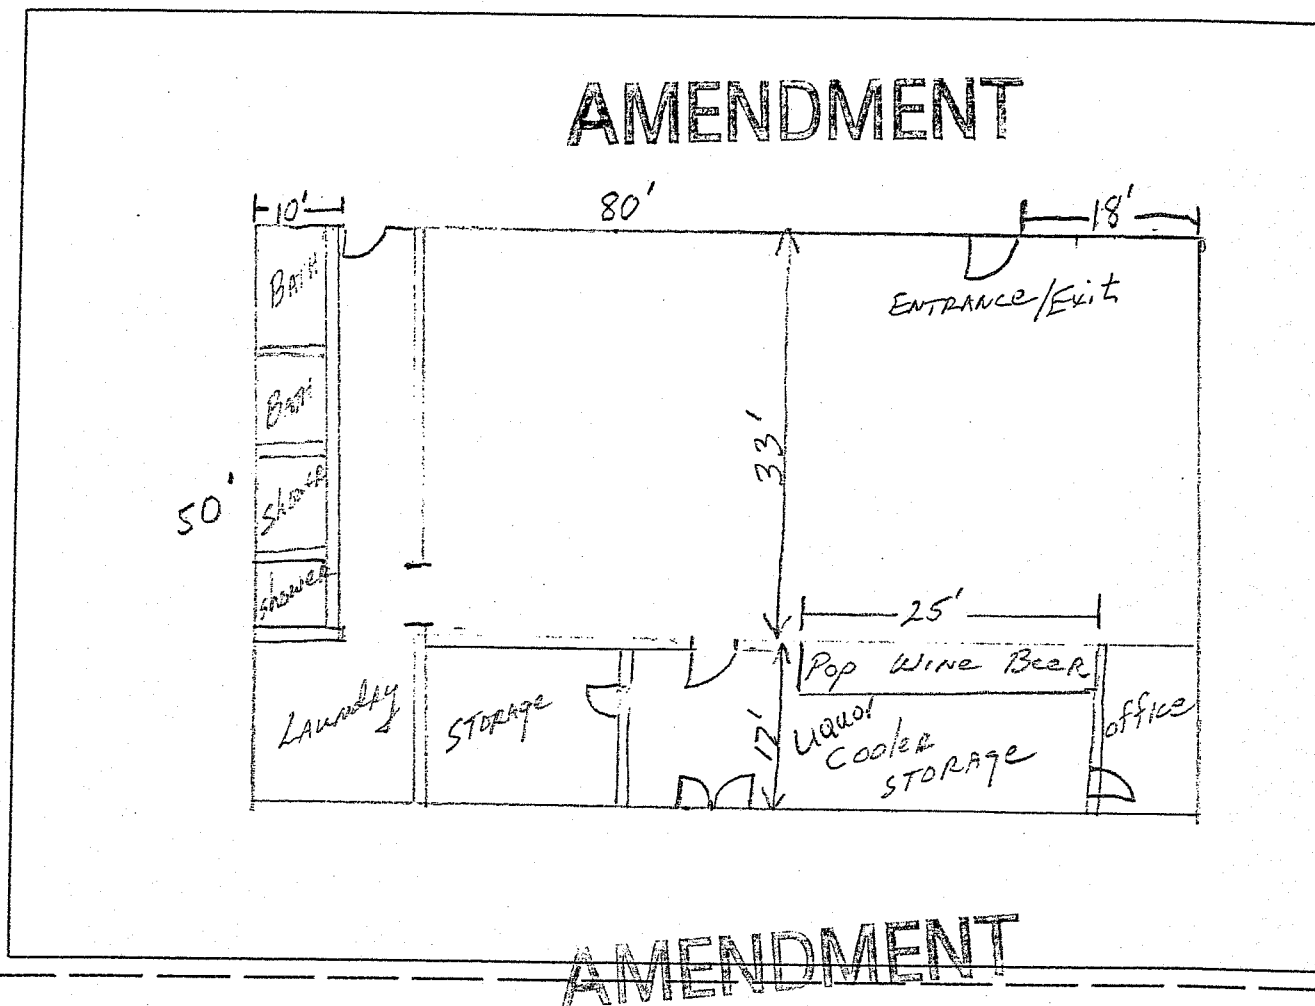 AMENDMENT
10'
80'
18'
BATH
ENTRANCE/Exit
BATH
50'
33'
Shower
shower
25'
Pop WINE BEER
LAUNDRY
STORAGE
17'
Liquor
COOLER
STORAGE
office
AMENDMENT